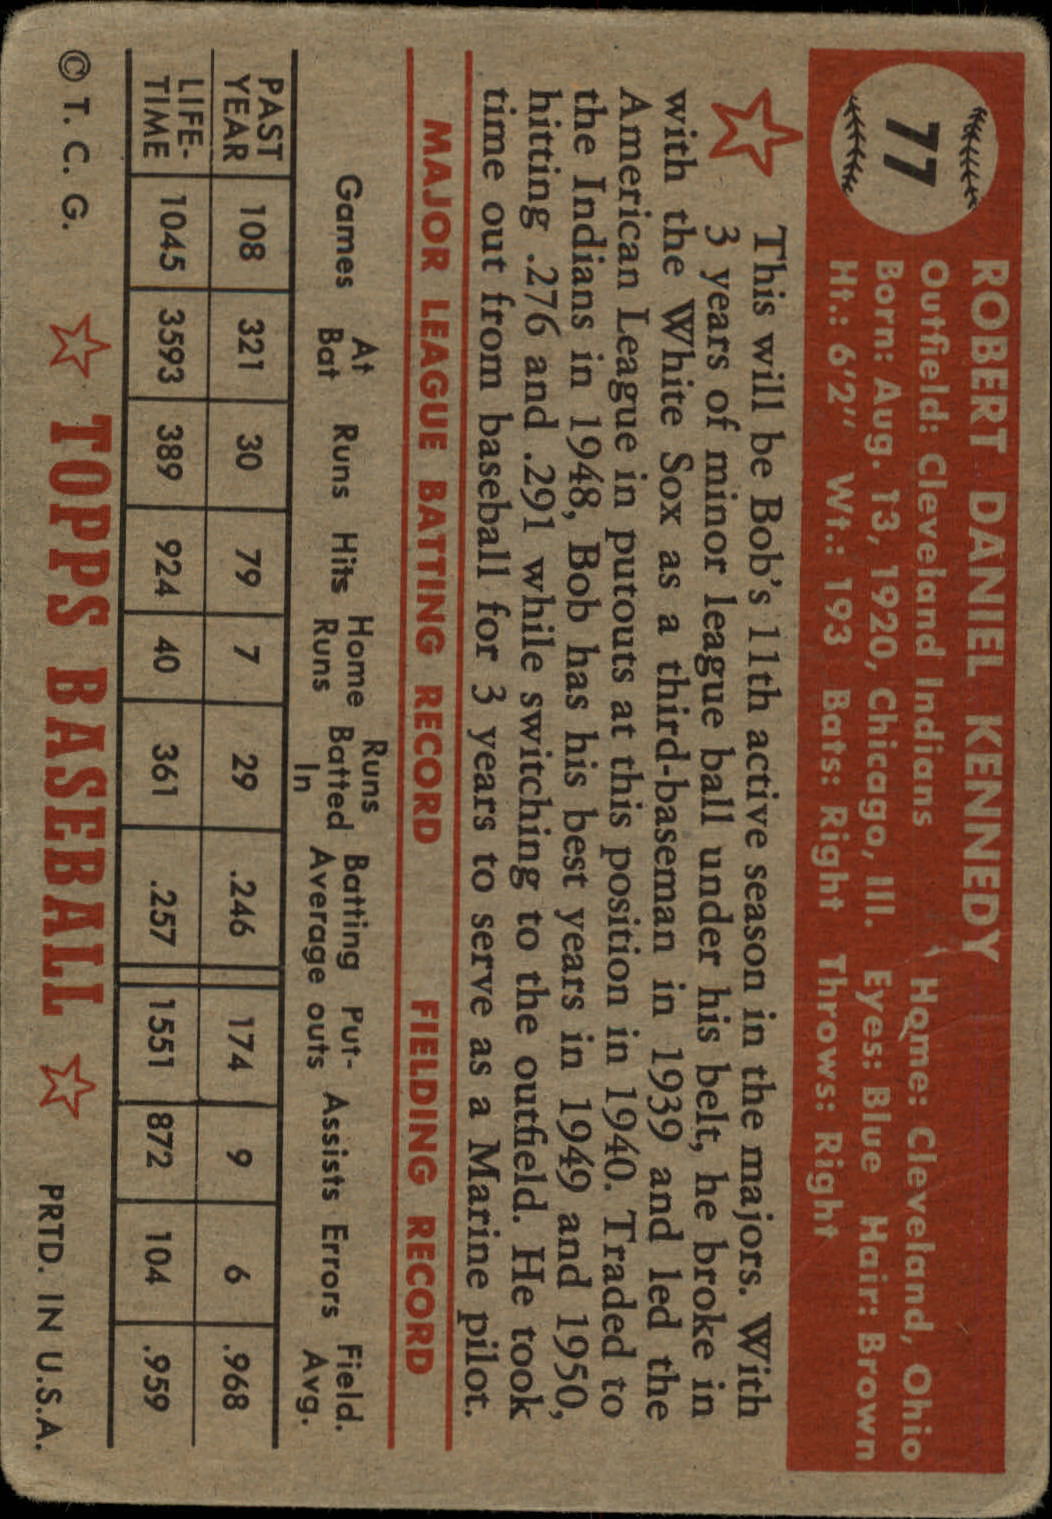 77
ROBERT DANIEL KENNEDY
Outfield: Cleveland Indians Home: Cleveland, Ohio
Born: Aug. 13, 1920, Chicago, Ill. Eyes: Blue Hair: Brown
Ht.: 6'2" Wt.: 193 Bats: Right Throws: Right
This will be Bob's 11th active season in the majors. With
3 years of minor league ball under his belt, he broke in
with the White Sox as a third-baseman in 1939 and led the
American League in putouts at this position in 1940. Traded to
the Indians in 1948, Bob has his best years in 1949 and 1950,
hitting .276 and .291 while switching to the outfield. He took
time out from baseball for 3 years to serve as a Marine pilot.
MAJOR LEAGUE BATTING RECORD FIELDING RECORD
Games At Bat Runs Hits Home Runs Runs Batted In Batting Average Put-outs Assists Errors Field. Avg.
PAST YEAR 108 321 30 79 7 29 .246 174 9 6 .968
LIFE-TIME 1045 3593 389 924 40 361 .257 1551 872 104 .959
© T. C. G. TOPPS BASEBALL PRTD. IN U.S.A.